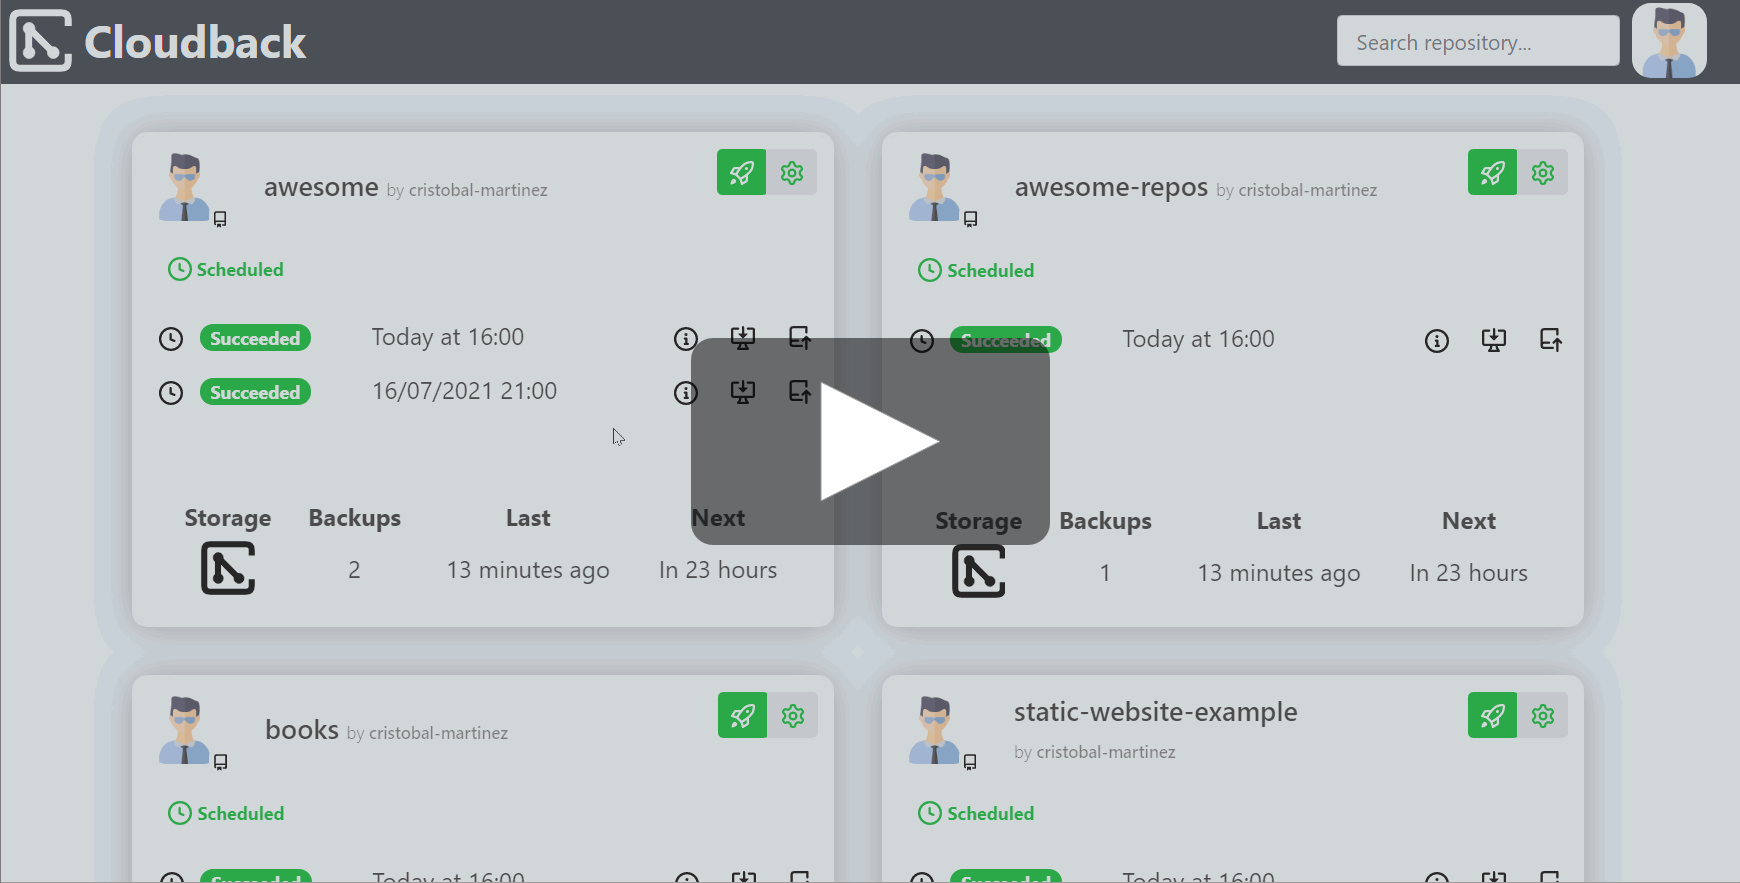 Cloudback
Search repository...
awesome by cristobal-martinez
Scheduled
Succeeded Today at 16:00
Succeeded 16/07/2021 21:00
Storage Backups Last Next
2 13 minutes ago In 23 hours
awesome-repos by cristobal-martinez
Scheduled
Succeeded Today at 16:00
Storage Backups Last Next
1 13 minutes ago In 23 hours
books by cristobal-martinez
Scheduled
Succeeded Today at 16:00
static-website-example
by cristobal-martinez
Scheduled
Succeeded Today at 16:00